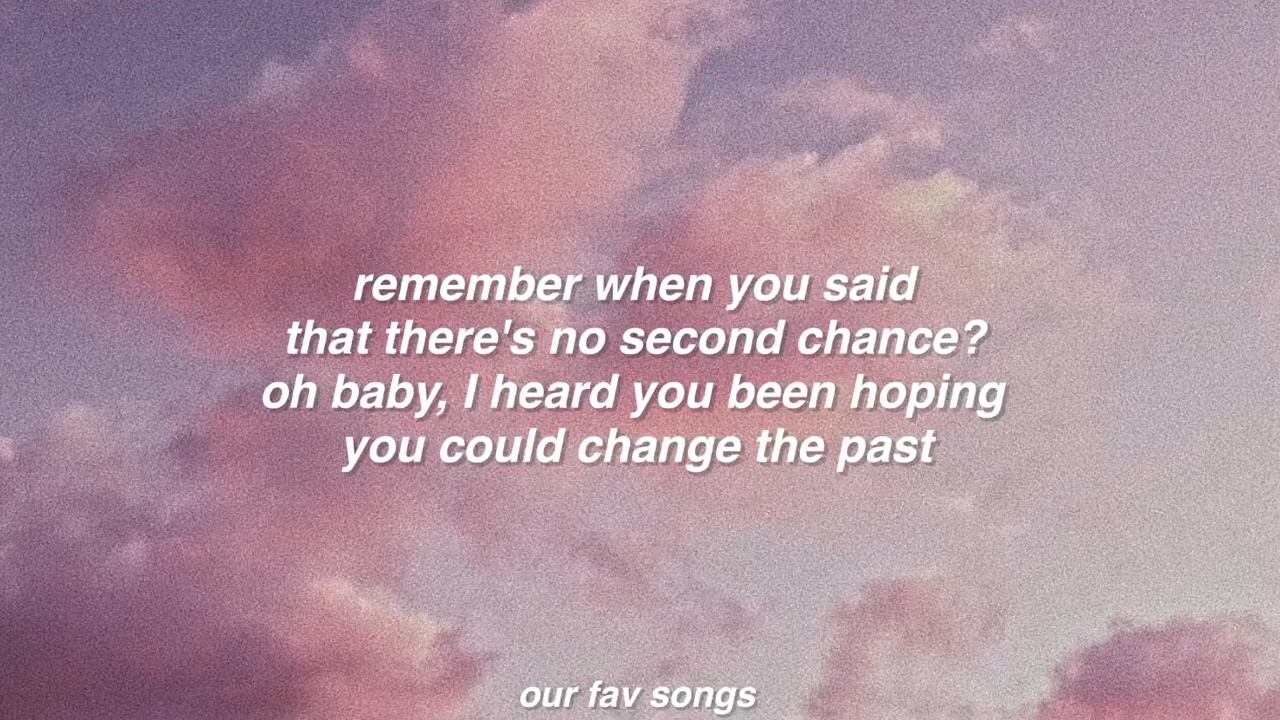 remember when you said
that there's no second chance?
oh baby, I heard you been hoping
you could change the past
our fav songs